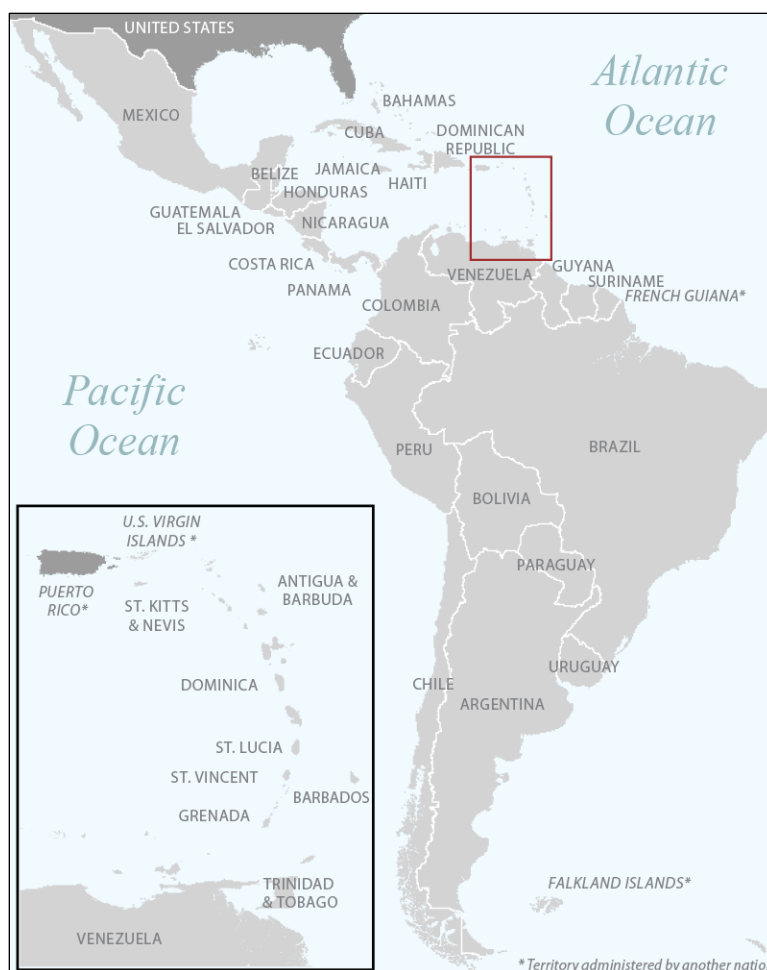 UNITED STATES
Atlantic
Ocean
BAHAMAS
MEXICO
CUBA
DOMINICAN
REPUBLIC
JAMAICA
BELIZE
HAITI
HONDURAS
GUATEMALA
EL SALVADOR
NICARAGUA
COSTA RICA
PANAMA
VENEZUELA
GUYANA
SURINAME
FRENCH GUIANA*
COLOMBIA
ECUADOR
Pacific
Ocean
PERU
BRAZIL
BOLIVIA
PARAGUAY
URUGUAY
CHILE
ARGENTINA
FALKLAND ISLANDS*
U.S. VIRGIN
ISLANDS *
PUERTO
RICO*
ST. KITTS
& NEVIS
ANTIGUA &
BARBUDA
DOMINICA
ST. LUCIA
ST. VINCENT
BARBADOS
GRENADA
TRINIDAD
& TOBAGO
VENEZUELA
* Territory administered by another natio